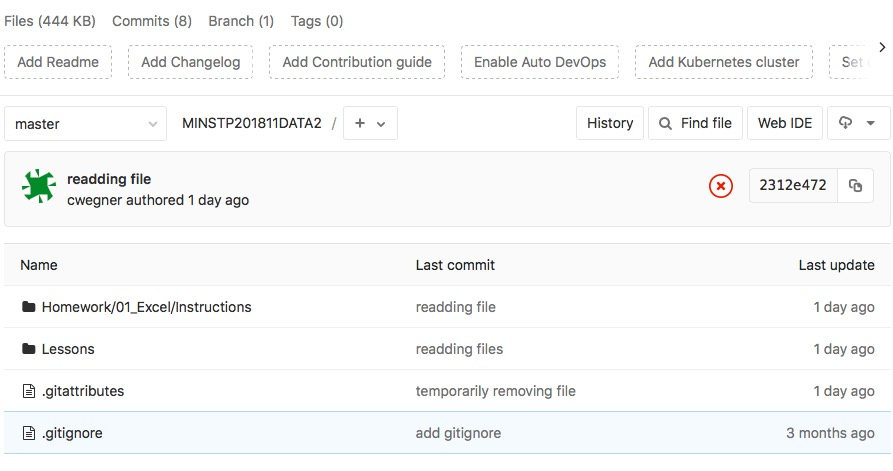 Files (444 KB) Commits (8) Branch (1) Tags (0)
Add Readme Add Changelog Add Contribution guide Enable Auto DevOps Add Kubernetes cluster Set
master MINSTP201811DATA2 / + History Find file Web IDE
readding file
cwegner authored 1 day ago 2312e472
Name Last commit Last update
Homework/01_Excel/Instructions readding file 1 day ago
Lessons readding files 1 day ago
.gitattributes temporarily removing file 1 day ago
.gitignore add gitignore 3 months ago